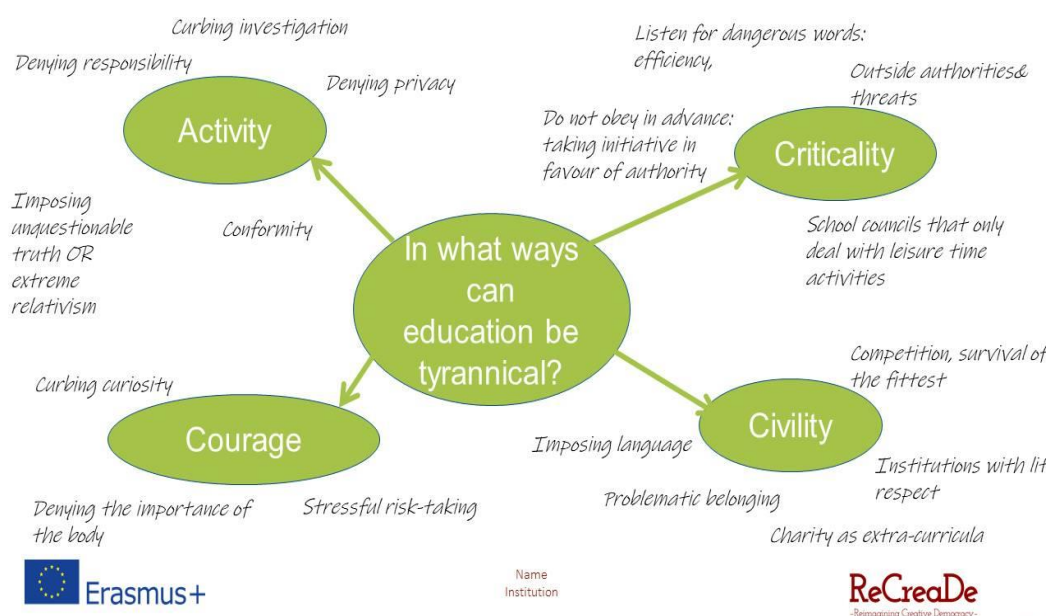 Curbing investigation
Denying responsibility
Denying privacy
Activity
Imposing
unquestionable
truth OR
extreme
relativism
Conformity
Listen for dangerous words:
efficiency,
Outside authorities&
threats
Do not obey in advance:
taking initiative in
favour of authority
Criticality
School councils that only
deal with leisure time
activities
In what ways
can
education be
tyrannical?
Curbing curiosity
Courage
Denying the importance of
the body
Stressful risk-taking
Competition, survival of
the fittest
Civility
Imposing language
Institutions with lit
respect
Problematic belonging
Charity as extra-curricula
Erasmus+
Name
Institution
ReCreaDe
-Reimagining Creative Democracy-